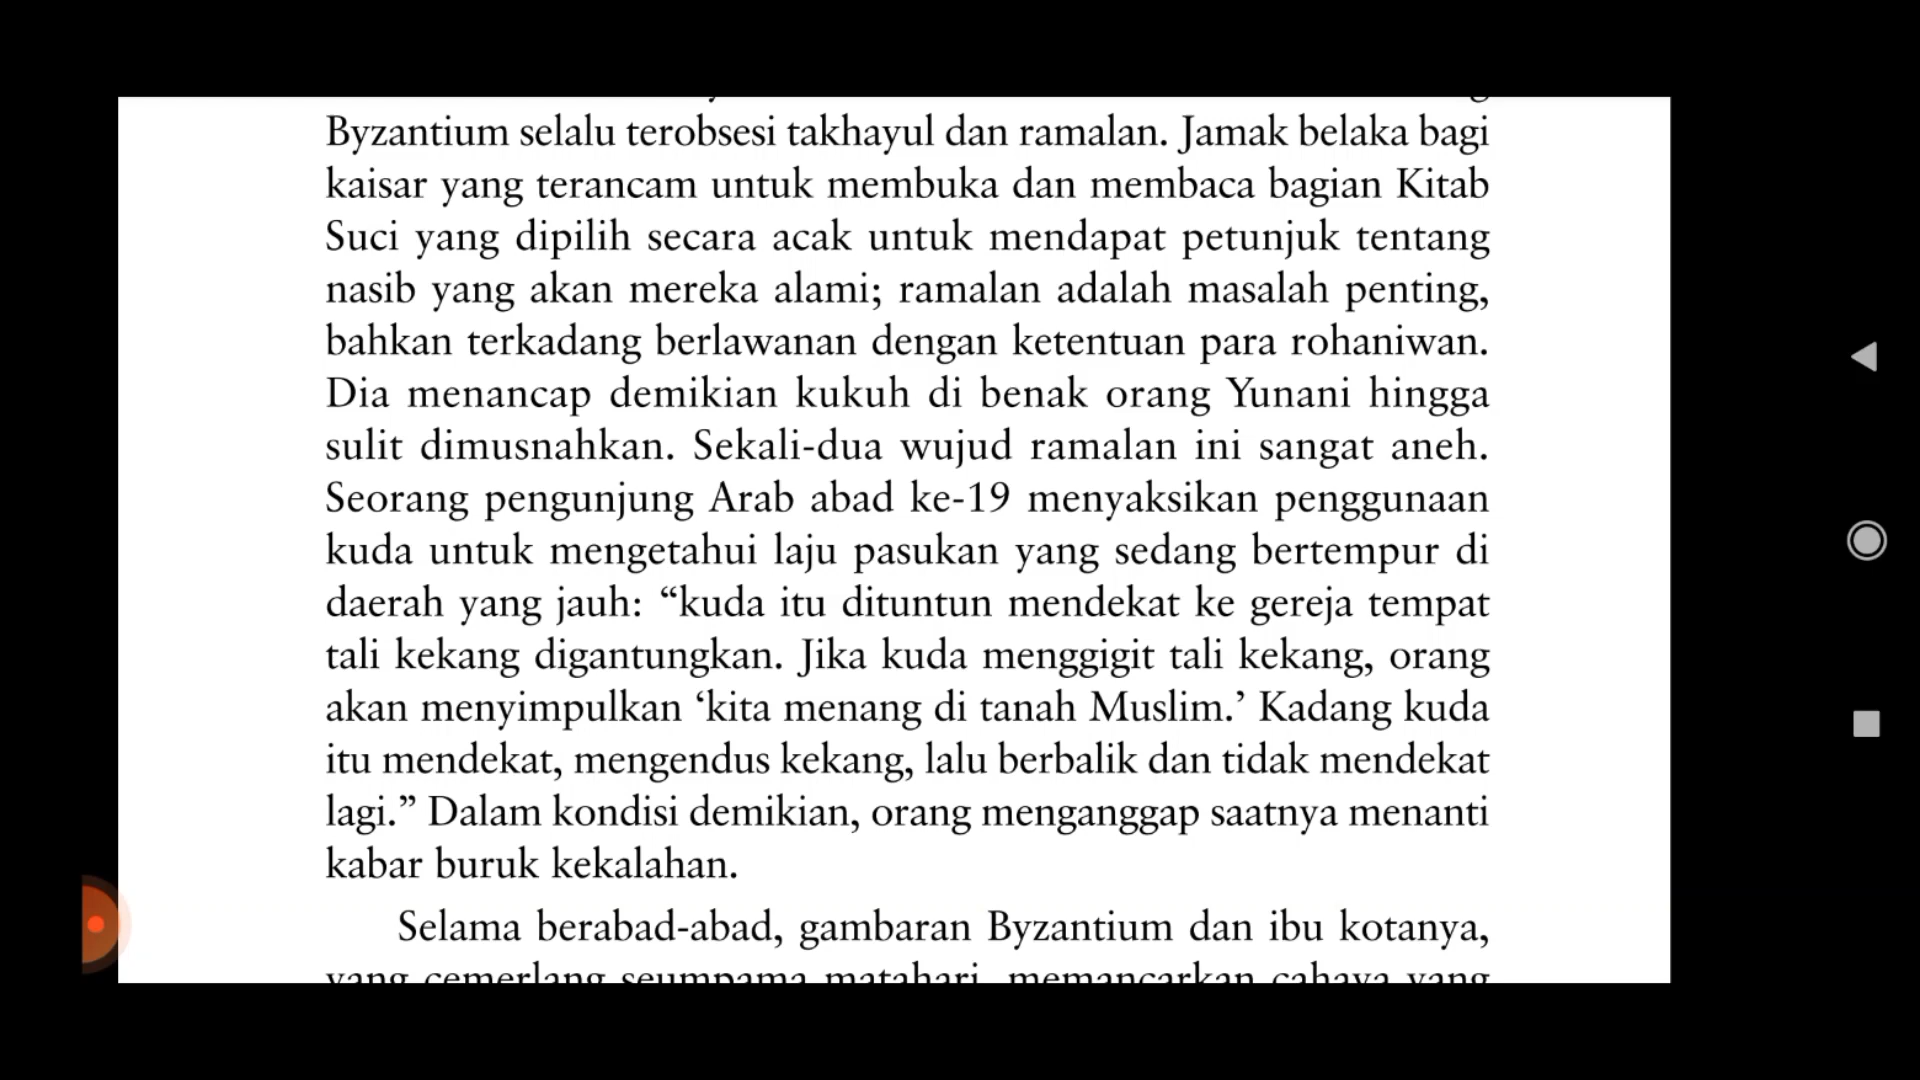 Byzantium selalu terobsesi takhayul dan ramalan. Jamak belaka bagi
kaisar yang terancam untuk membuka dan membaca bagian Kitab
Suci yang dipilih secara acak untuk mendapat petunjuk tentang
nasib yang akan mereka alami; ramalan adalah masalah penting,
bahkan terkadang berlawanan dengan ketentuan para rohaniwan.
Dia menancap demikian kukuh di benak orang Yunani hingga
sulit dimusnahkan. Sekali-dua wujud ramalan ini sangat aneh.
Seorang pengunjung Arab abad ke-19 menyaksikan penggunaan
kuda untuk mengetahui laju pasukan yang sedang bertempur di
daerah yang jauh: “kuda itu dituntun mendekat ke gereja tempat
tali kekang digantungkan. Jika kuda menggigit tali kekang, orang
akan menyimpulkan ‘kita menang di tanah Muslim.’ Kadang kuda
itu mendekat, mengendus kekang, lalu berbalik dan tidak mendekat
lagi.” Dalam kondisi demikian, orang menganggap saatnya menanti
kabar buruk kekalahan.
Selama berabad-abad, gambaran Byzantium dan ibu kotanya,
yang cemerlang seumpama matahari, memancarkan cahaya yang